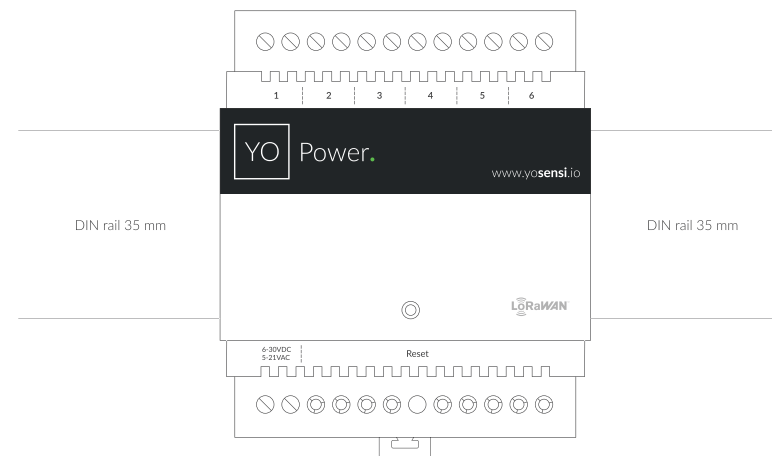 1 2 3 4 5 6
YO Power.
www.yosensi.io
DIN rail 35 mm DIN rail 35 mm
LoRaWAN
6-30VDC
5-21VAC
Reset